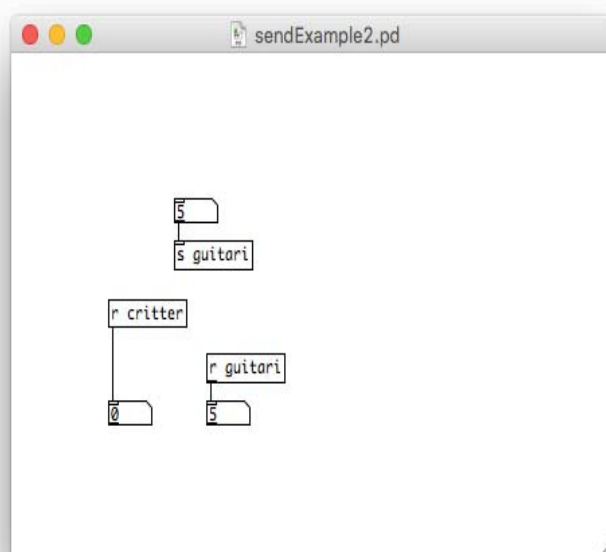 sendExample2.pd
5
s guitari
r critter
r guitari
0
5